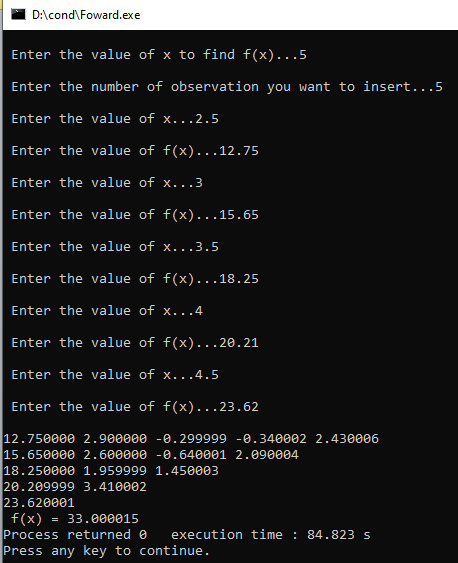 D:\cond\Foward.exe
Enter the value of x to find f(x)...5
Enter the number of observation you want to insert...5
Enter the value of x...2.5
Enter the value of f(x)...12.75
Enter the value of x...3
Enter the value of f(x)...15.65
Enter the value of x...3.5
Enter the value of f(x)...18.25
Enter the value of x...4
Enter the value of f(x)...20.21
Enter the value of x...4.5
Enter the value of f(x)...23.62
12.750000 2.900000 -0.299999 -0.340002 2.430006
15.650000 2.600000 -0.640001 2.090004
18.250000 1.959999 1.450003
20.209999 3.410002
23.620001
f(x) = 33.000015
Process returned 0   execution time : 84.823 s
Press any key to continue.